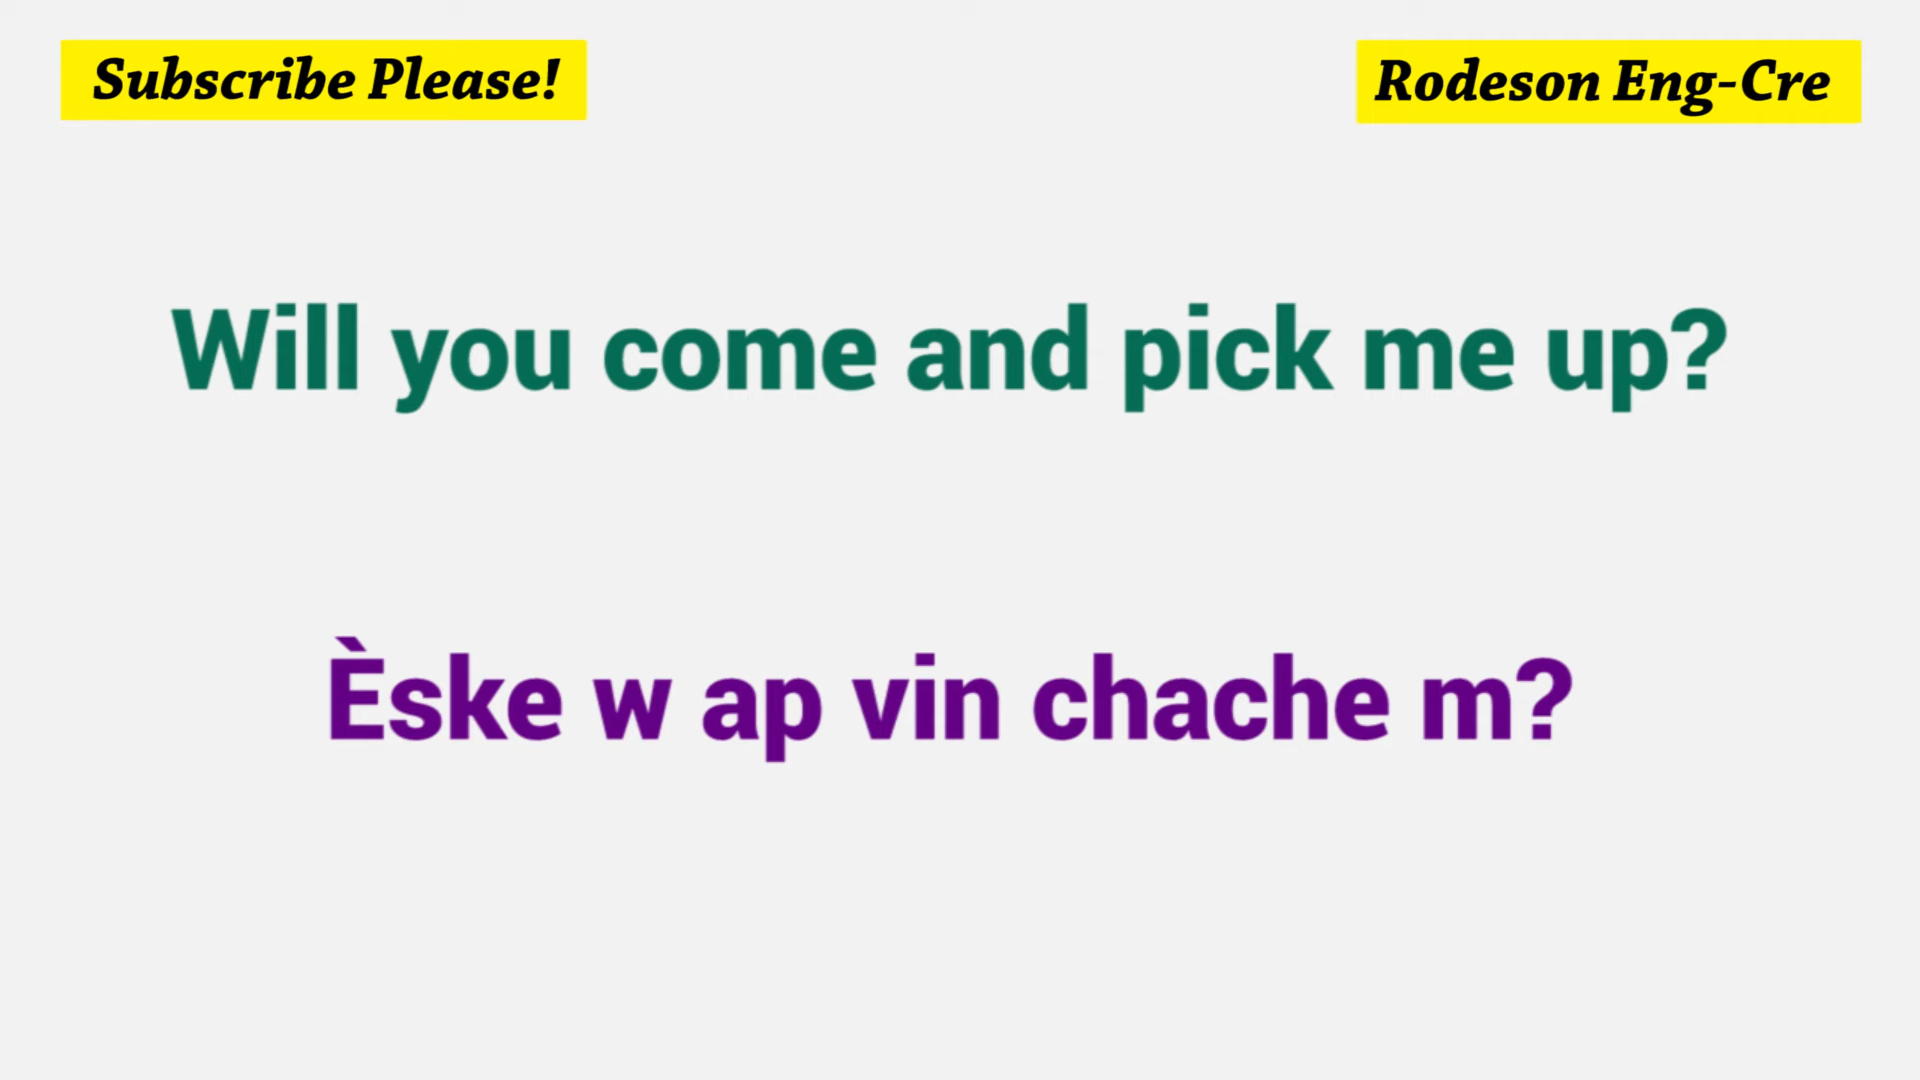 Subscribe Please!
Rodeson Eng-Cre
Will you come and pick me up?
Èske w ap vin chache m?